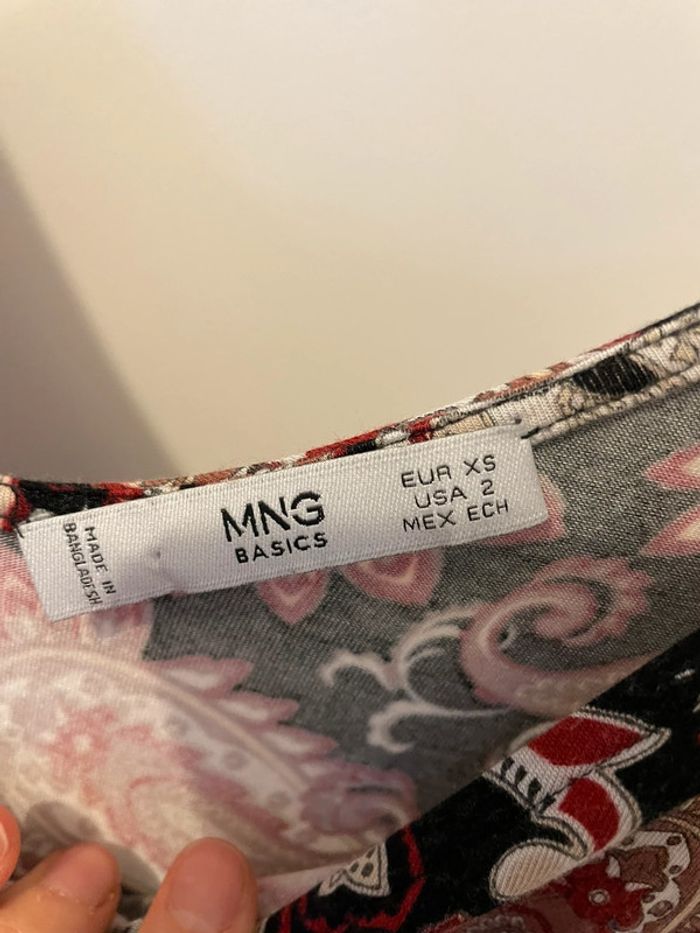 MADE IN
BANGLADESH
MNG
BASICS
EUR XS
USA 2
MEX ECH